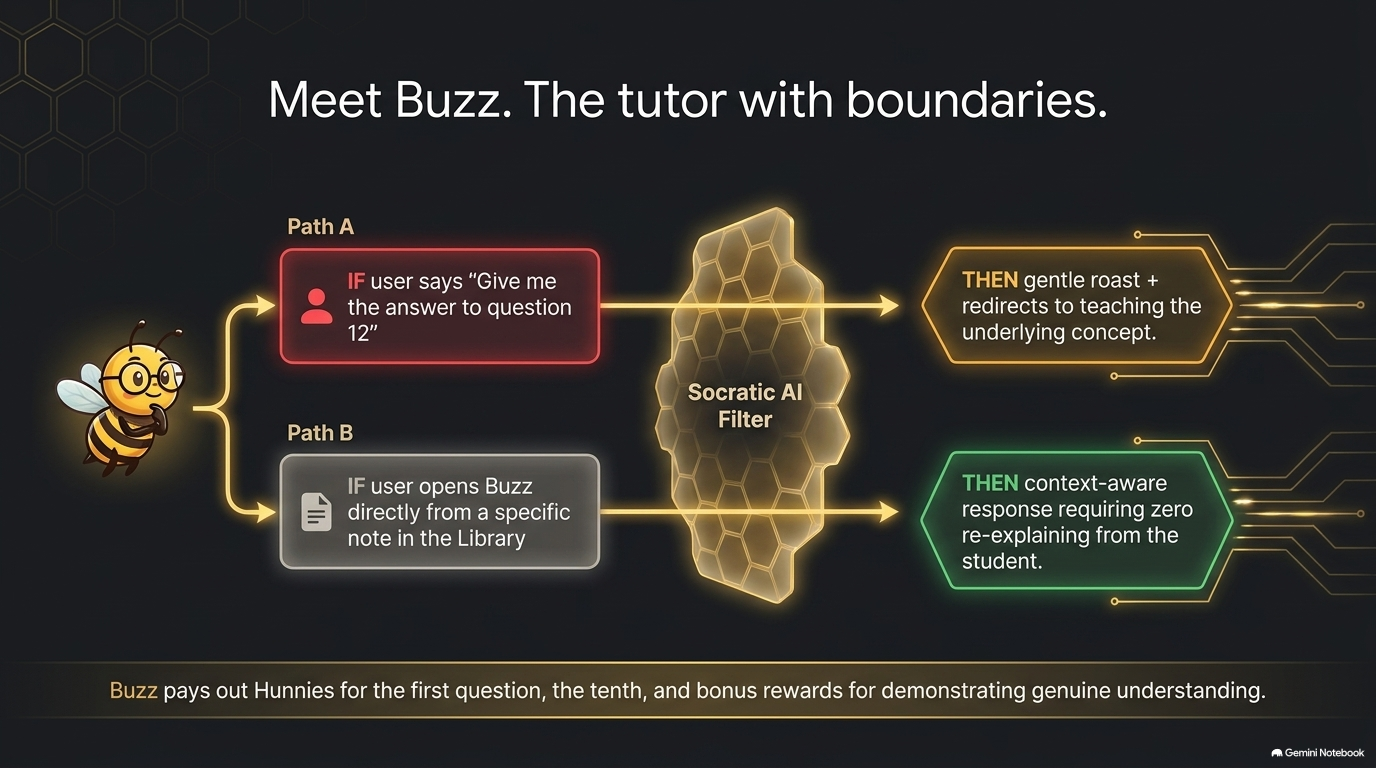 Meet Buzz. The tutor with boundaries.
Path A
IF user says "Give me
the answer to question
12"
Socratic AI
Filter
THEN gentle roast +
redirects to teaching the
underlying concept.
Path B
IF user opens Buzz
directly from a specific
note in the Library
THEN context-aware
response requiring zero
re-explaining from the
student.
Buzz pays out Hunnies for the first question, the tenth, and bonus rewards for demonstrating genuine understanding.
Gemini Notebook